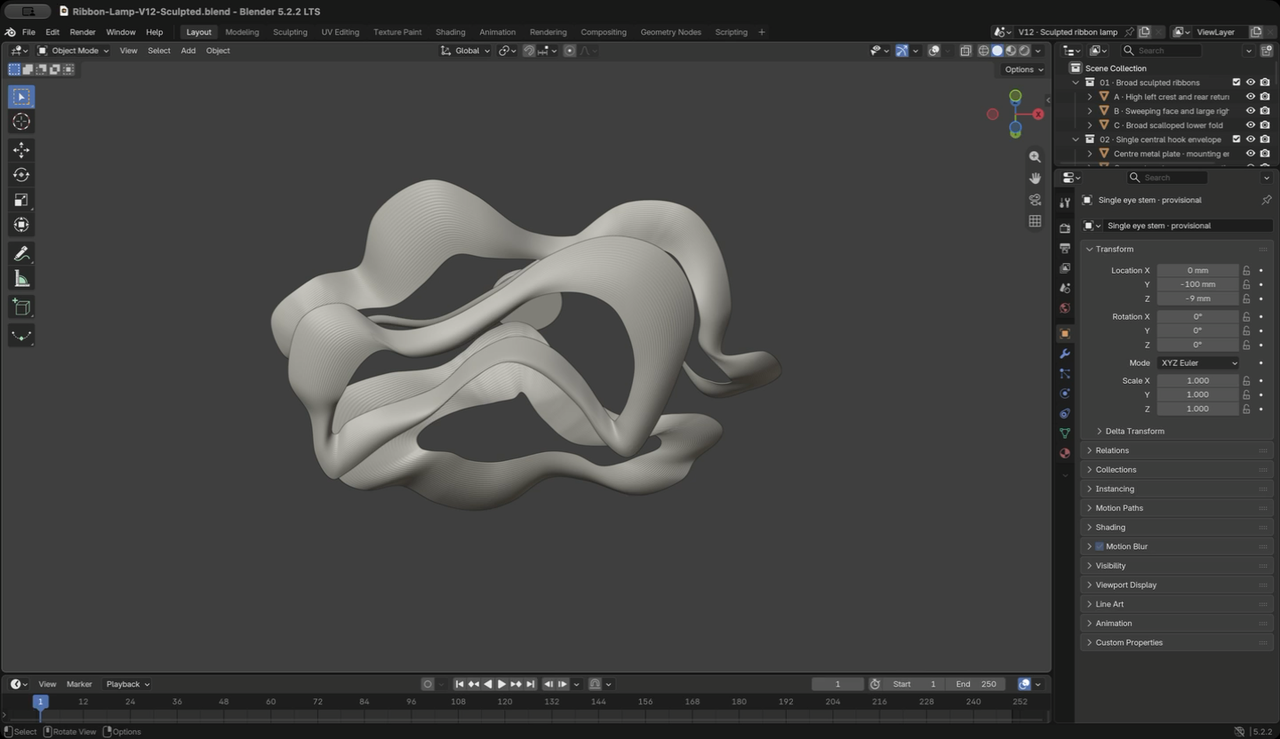 Ribbon-Lamp-V12-Sculpted.blend - Blender 5.2.2 LTS
File Edit Render Window Help Layout Modeling Sculpting UV Editing Texture Paint Shading Animation Rendering Compositing Geometry Nodes Scripting + V12 · Sculpted ribbon lamp ViewLayer
Object Mode View Select Add Object Global Search
Options
X
Scene Collection
01 · Broad sculpted ribbons
A · High left crest and rear return
B · Sweeping face and large righ
C · Broad scalloped lower fold
02 · Single central hook envelope
Centre metal plate · mounting e
Search
Single eye stem · provisional
Single eye stem · provisional
Transform
Location X 0 mm
Y -100 mm
Z -9 mm
Rotation X 0°
Y 0°
Z 0°
Mode XYZ Euler
Scale X 1.000
Y 1.000
Z 1.000
Delta Transform
Relations
Collections
Instancing
Motion Paths
Shading
Motion Blur
Visibility
Viewport Display
Line Art
Animation
Custom Properties
View Marker Playback 1 Start 1 End 250
1 12 24 36 48 60 72 84 96 108 120 132 144 156 168 180 192 204 216 228 240 252
Select Rotate View Options 5.2.2